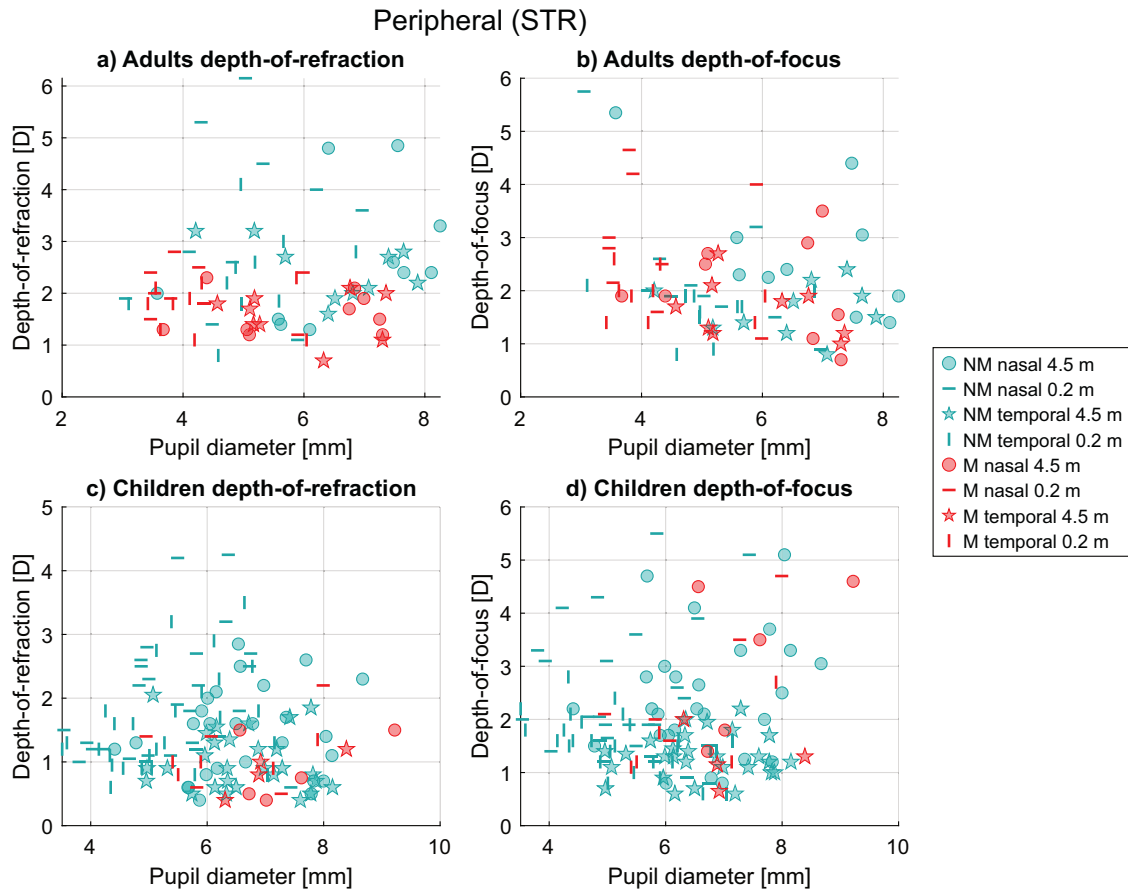 Peripheral (STR)
a) Adults depth-of-refraction
6
5
4
3
2
1
0
Depth-of-refraction [D]
2 4 6 8
Pupil diameter [mm]
b) Adults depth-of-focus
6
5
4
3
2
1
0
Depth-of-focus [D]
2 4 6 8
Pupil diameter [mm]
c) Children depth-of-refraction
5
4
3
2
1
0
Depth-of-refraction [D]
4 6 8 10
Pupil diameter [mm]
d) Children depth-of-focus
6
5
4
3
2
1
0
Depth-of-focus [D]
4 6 8 10
Pupil diameter [mm]
NM nasal 4.5 m
NM nasal 0.2 m
NM temporal 4.5 m
NM temporal 0.2 m
M nasal 4.5 m
M nasal 0.2 m
M temporal 4.5 m
M temporal 0.2 m